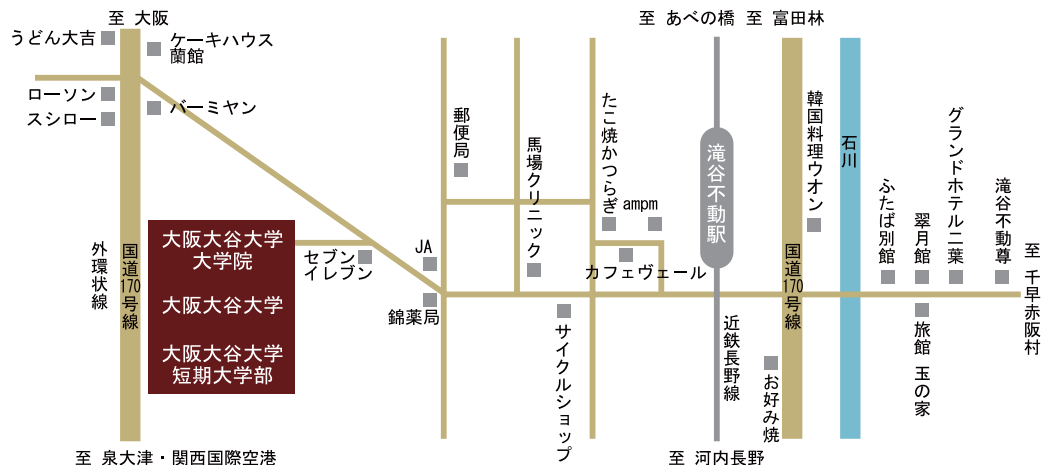 至 大阪
うどん大吉
ケーキハウス
蘭館
ローソン
スシロー
バーミヤン
外環状線
国道170号線
大阪大谷大学
大学院
大阪大谷大学
大阪大谷大学
短期大学部
至 泉大津・関西国際空港
セブン
イレブン
JA
錦薬局
郵便局
馬場クリニック
サイクルショップ
たこ焼かつらぎ
ampm
カフェヴェール
至 あべの橋
滝谷不動駅
近鉄長野線
至 河内長野
至 富田林
国道170号線
お好み焼
韓国料理ウオン
石川
ふたば別館
翠月館
旅館 玉の家
グランドホテル二葉
滝谷不動尊
至 千早赤阪村